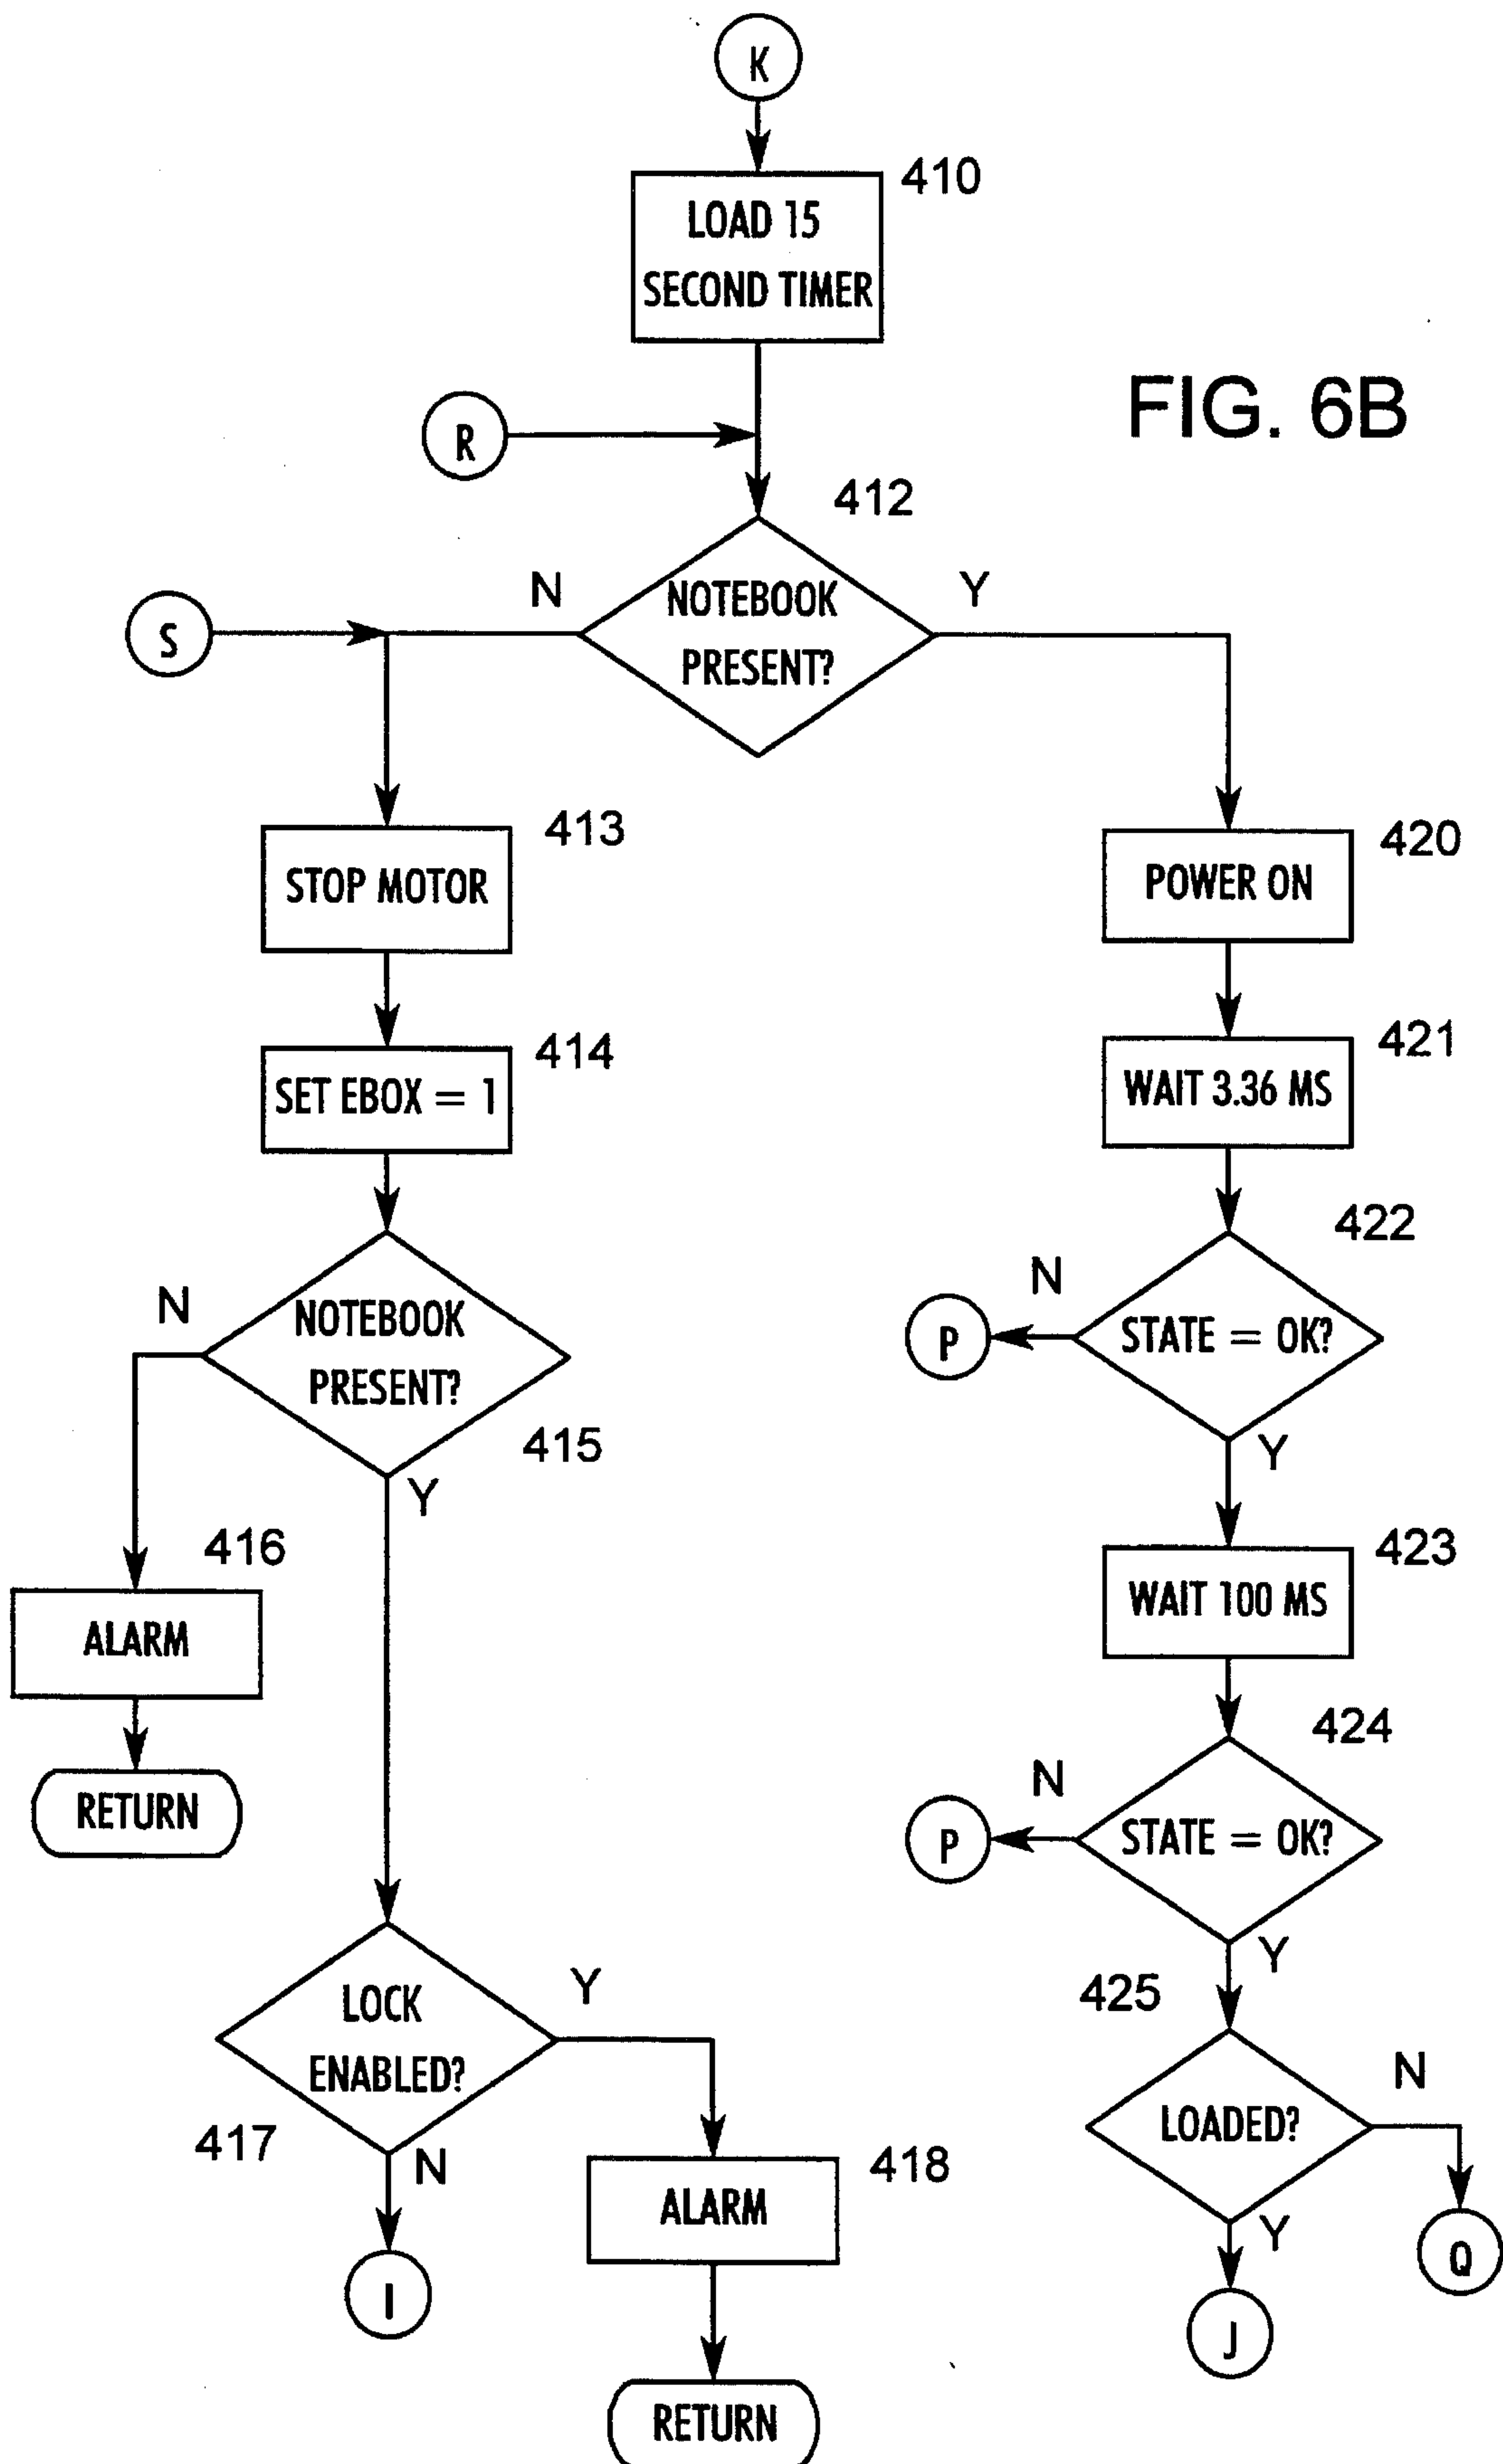 K
410
LOAD 15
SECOND TIMER
FIG. 6B
R
412
N
Y
S
NOTEBOOK
PRESENT?
413
STOP MOTOR
414
SET EBOX = 1
N
NOTEBOOK
PRESENT?
415
Y
416
ALARM
RETURN
LOCK
ENABLED?
Y
417
N
418
ALARM
I
RETURN
420
POWER ON
421
WAIT 3.36 MS
422
N
P
STATE = OK?
Y
423
WAIT 100 MS
424
N
P
STATE = OK?
Y
425
LOADED?
N
Y
Q
J